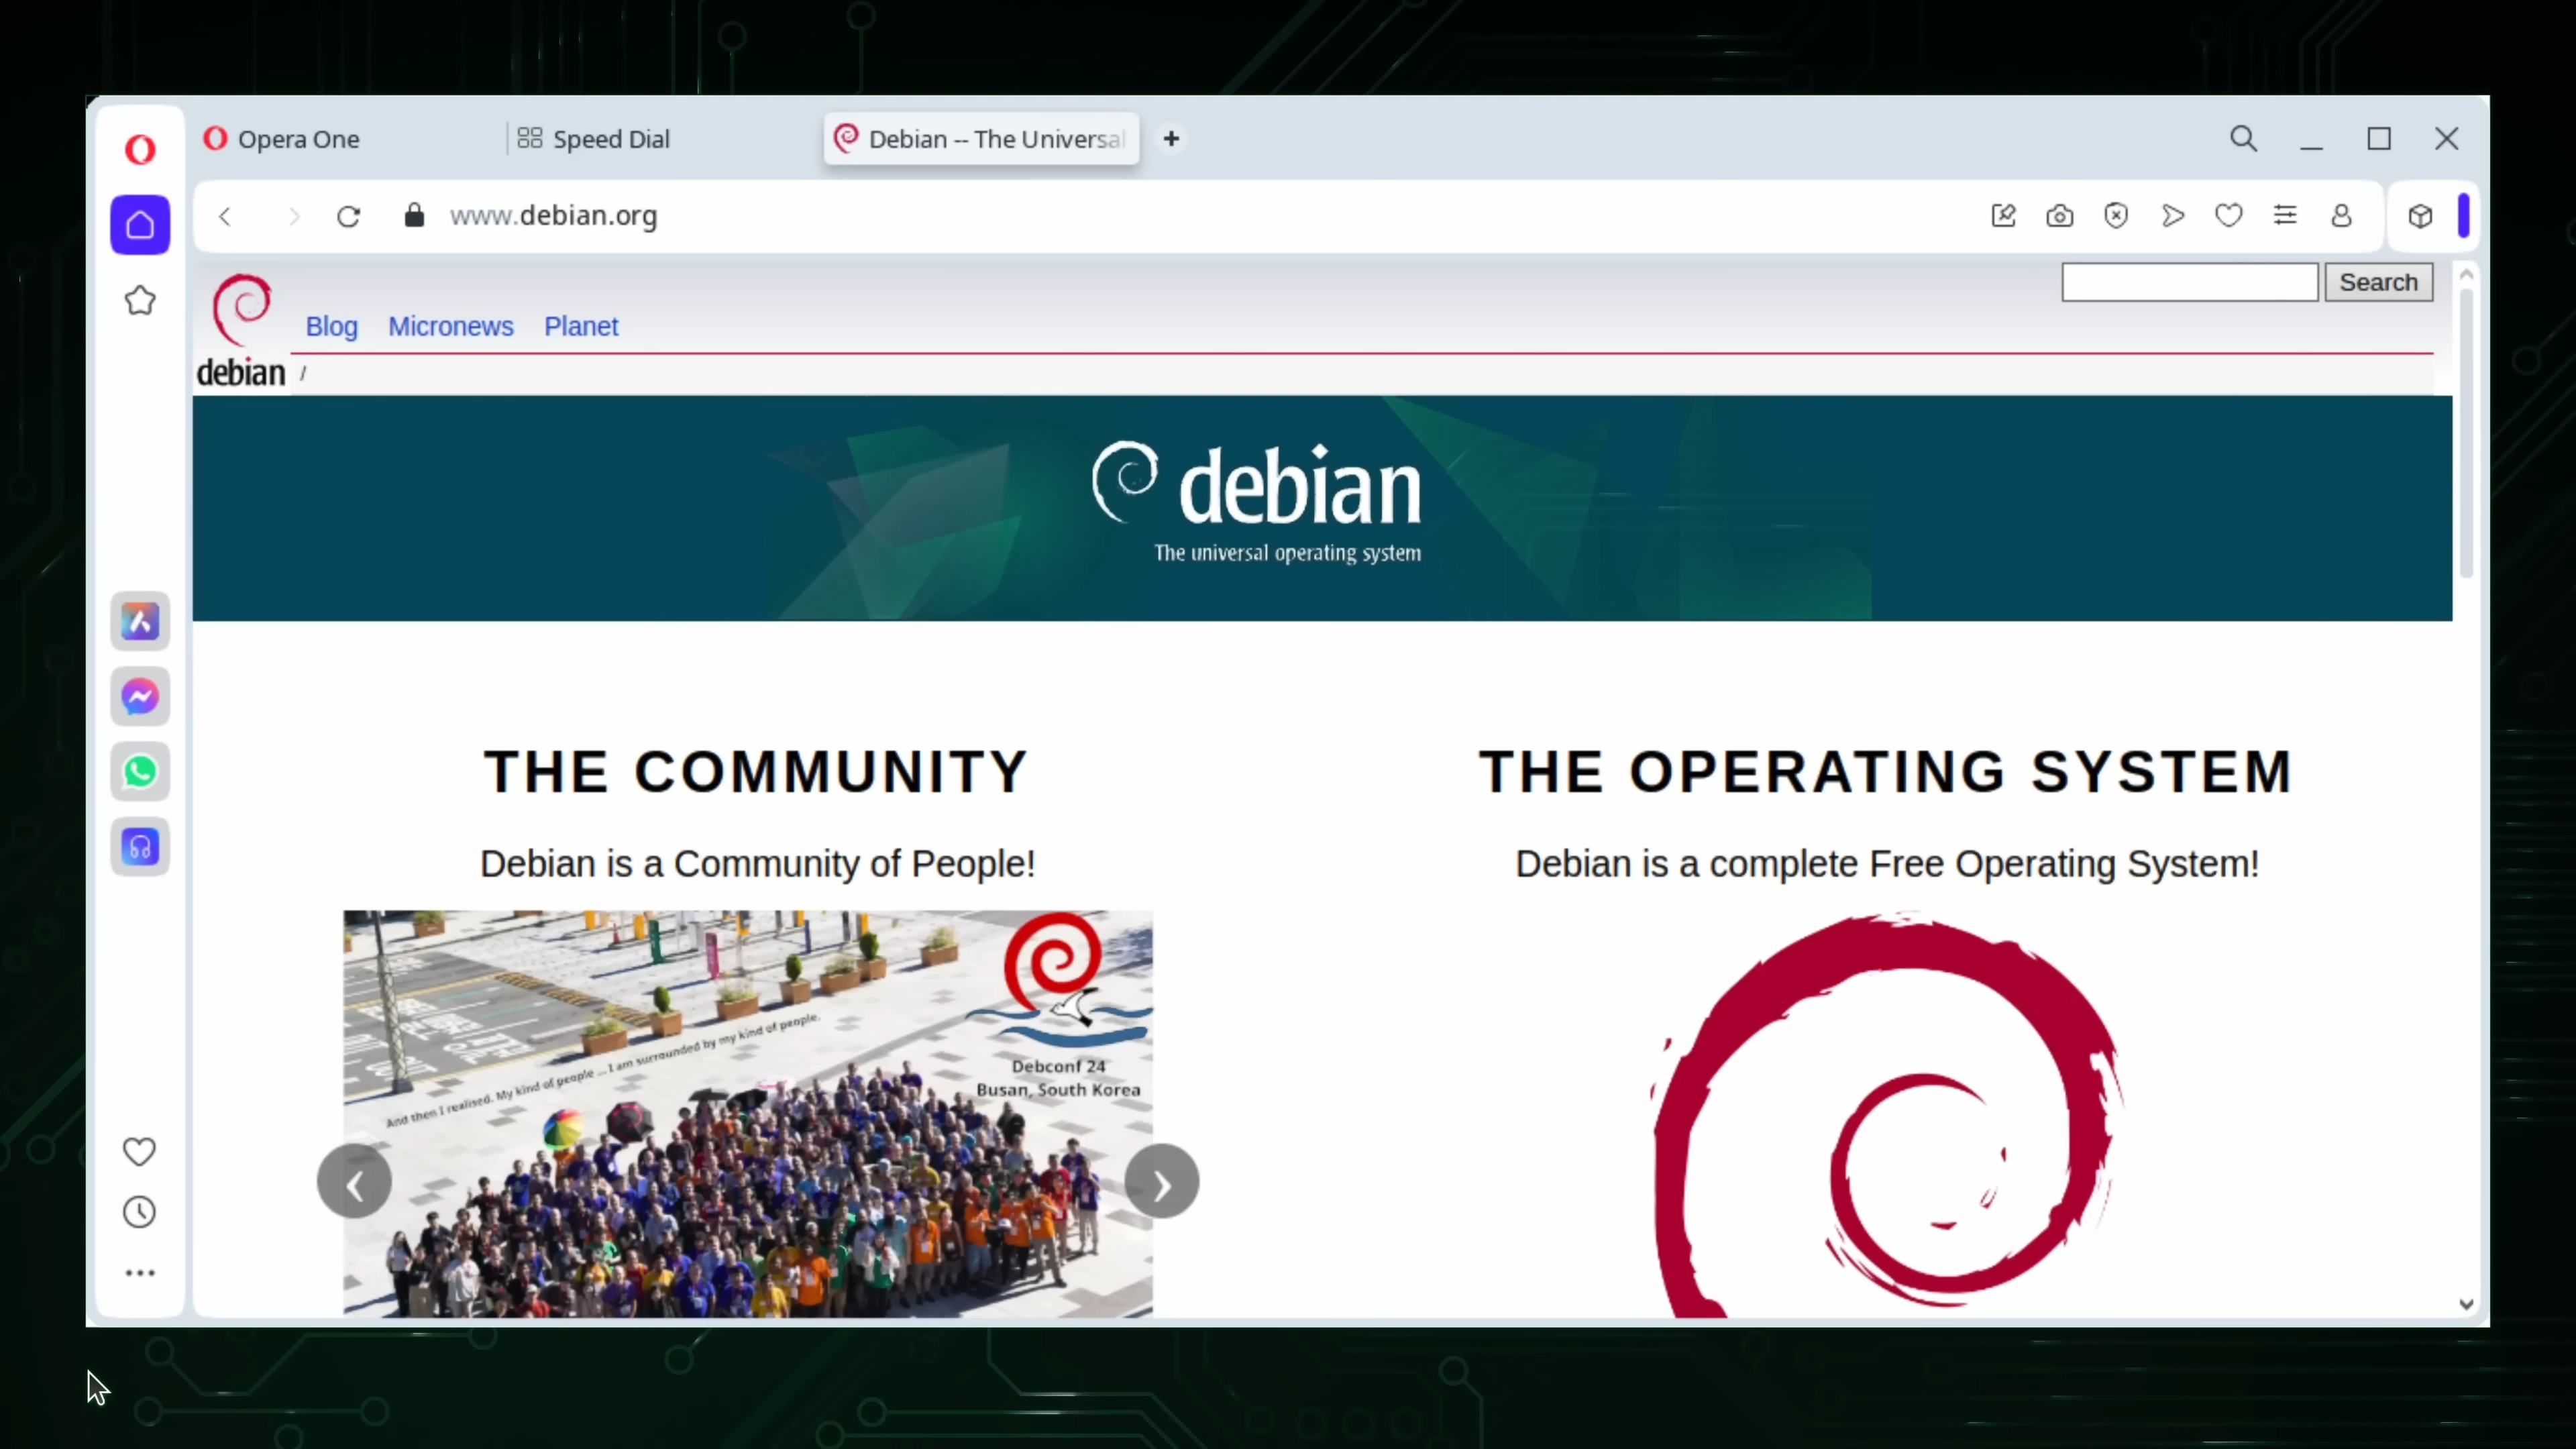 Opera One
Speed Dial
Debian -- The Universal
www.debian.org
Search
Blog Micronews Planet
debian /
debian
The universal operating system
THE COMMUNITY
Debian is a Community of People!
And then I realised. My kind of people ... I am surrounded by my kind of people.
Debconf 24
Busan, South Korea
THE OPERATING SYSTEM
Debian is a complete Free Operating System!